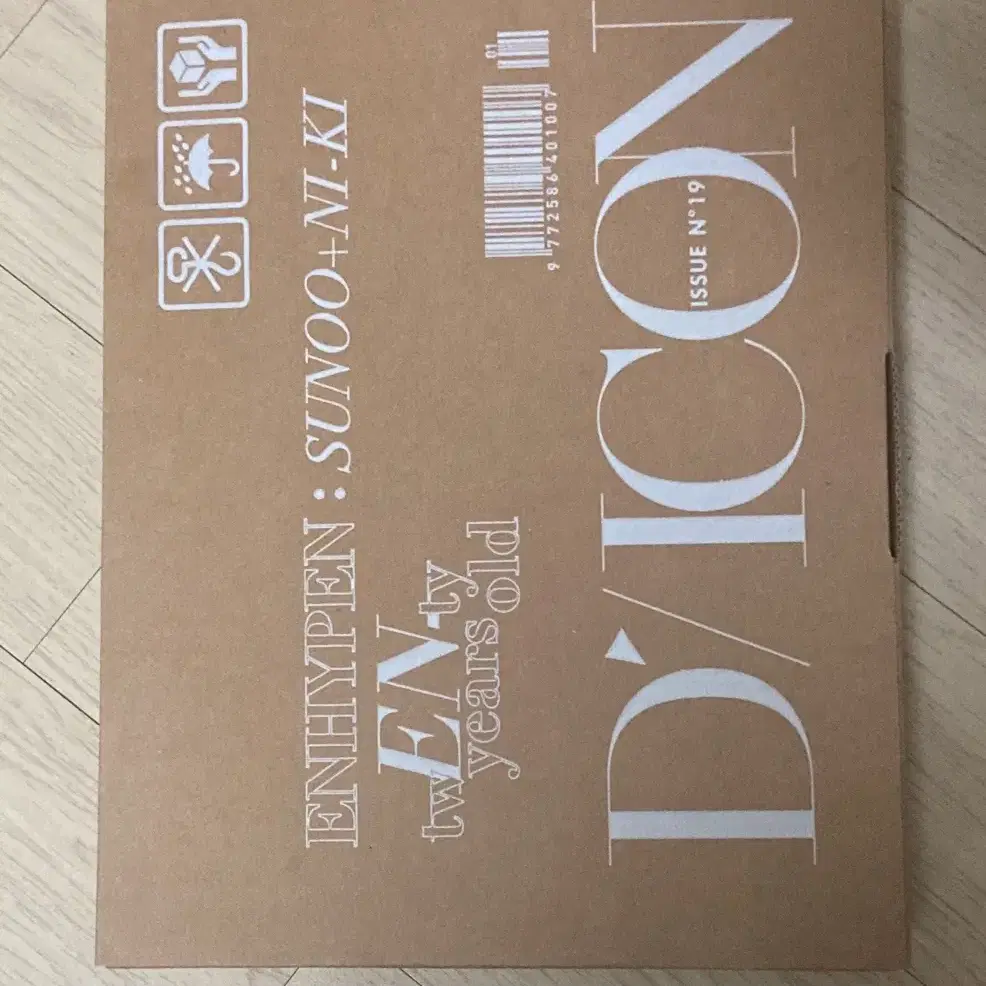 ENHYPEN : SUNOO+NI-KI
twEN-ty
years old
01
9 772586 401007
D/ICON
ISSUE N°19